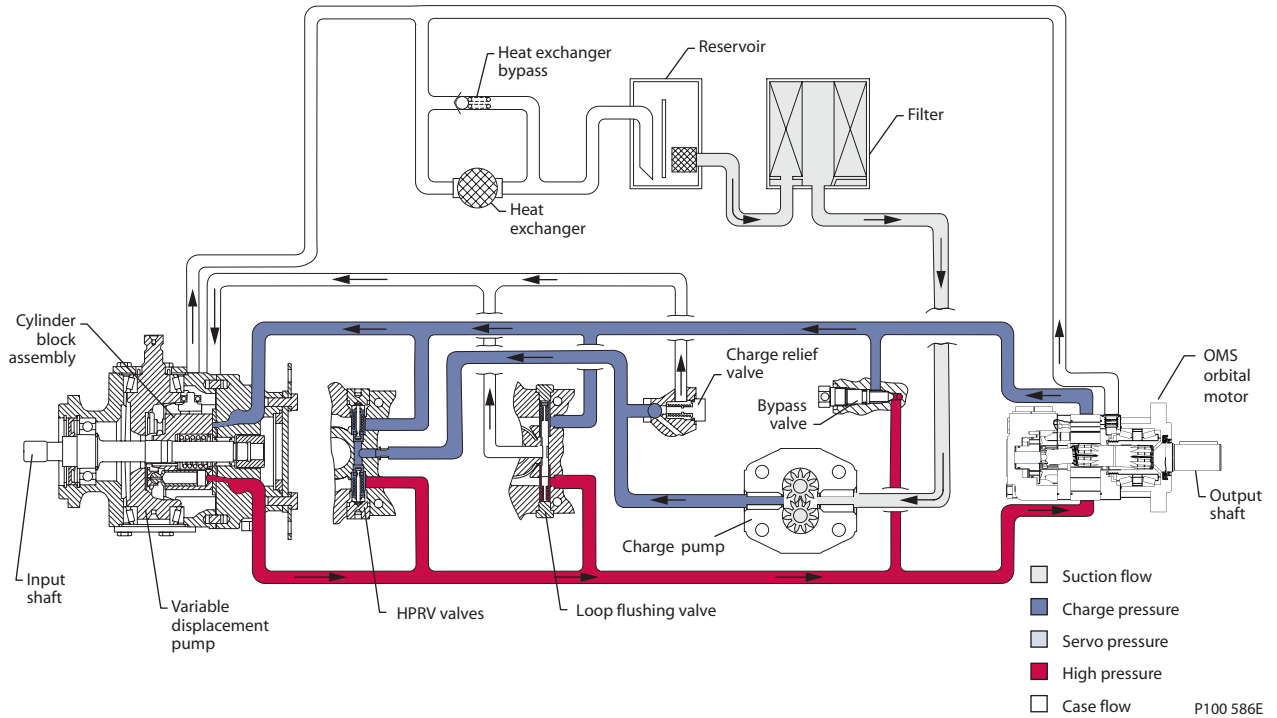 Heat exchanger
bypass
Reservoir
Filter
Heat
exchanger
Cylinder
block
assembly
Charge relief
valve
Bypass
valve
OMS
orbital
motor
Output
shaft
Charge pump
Input
shaft
Variable
displacement
pump
HPRV valves
Loop flushing valve
Suction flow
Charge pressure
Servo pressure
High pressure
Case flow
P100 586E